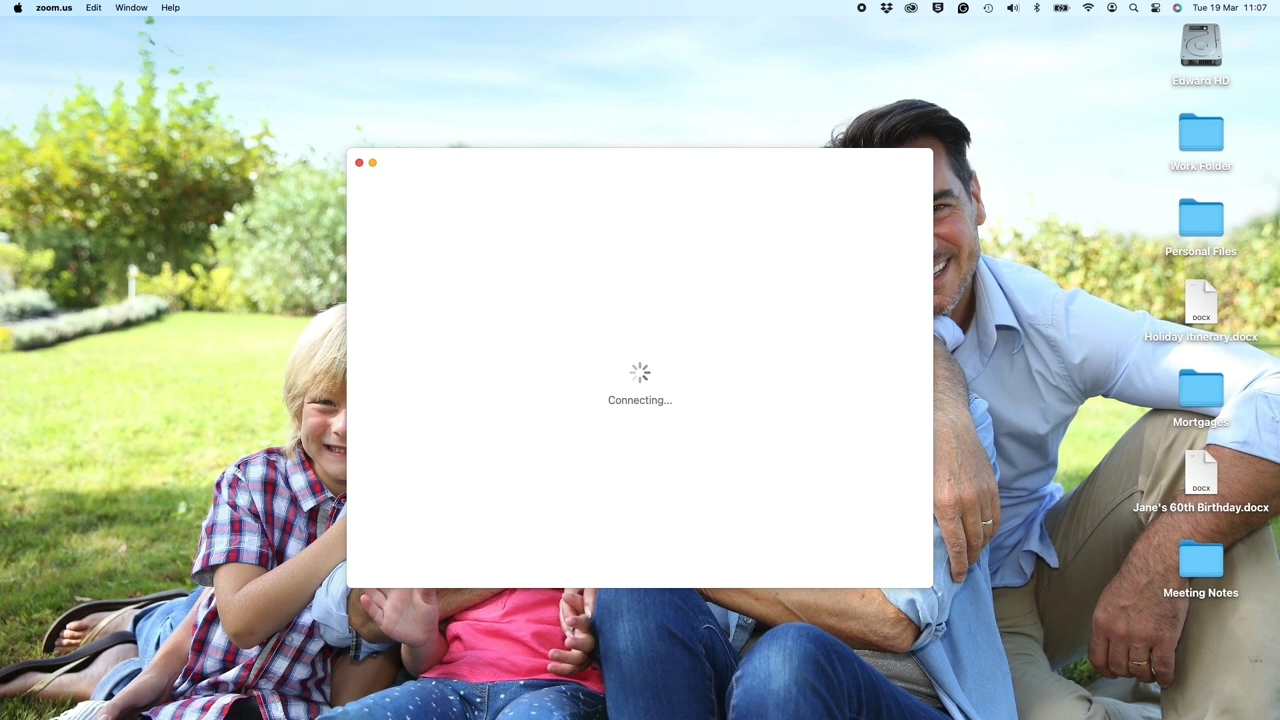 zoom.us Edit Window Help Tue 19 Mar 11:07
Edward HD
Work Folder
Personal Files
DOCX
Holiday Itinerary.docx
Connecting...
Mortgages
DOCX
Jane's 60th Birthday.docx
Meeting Notes